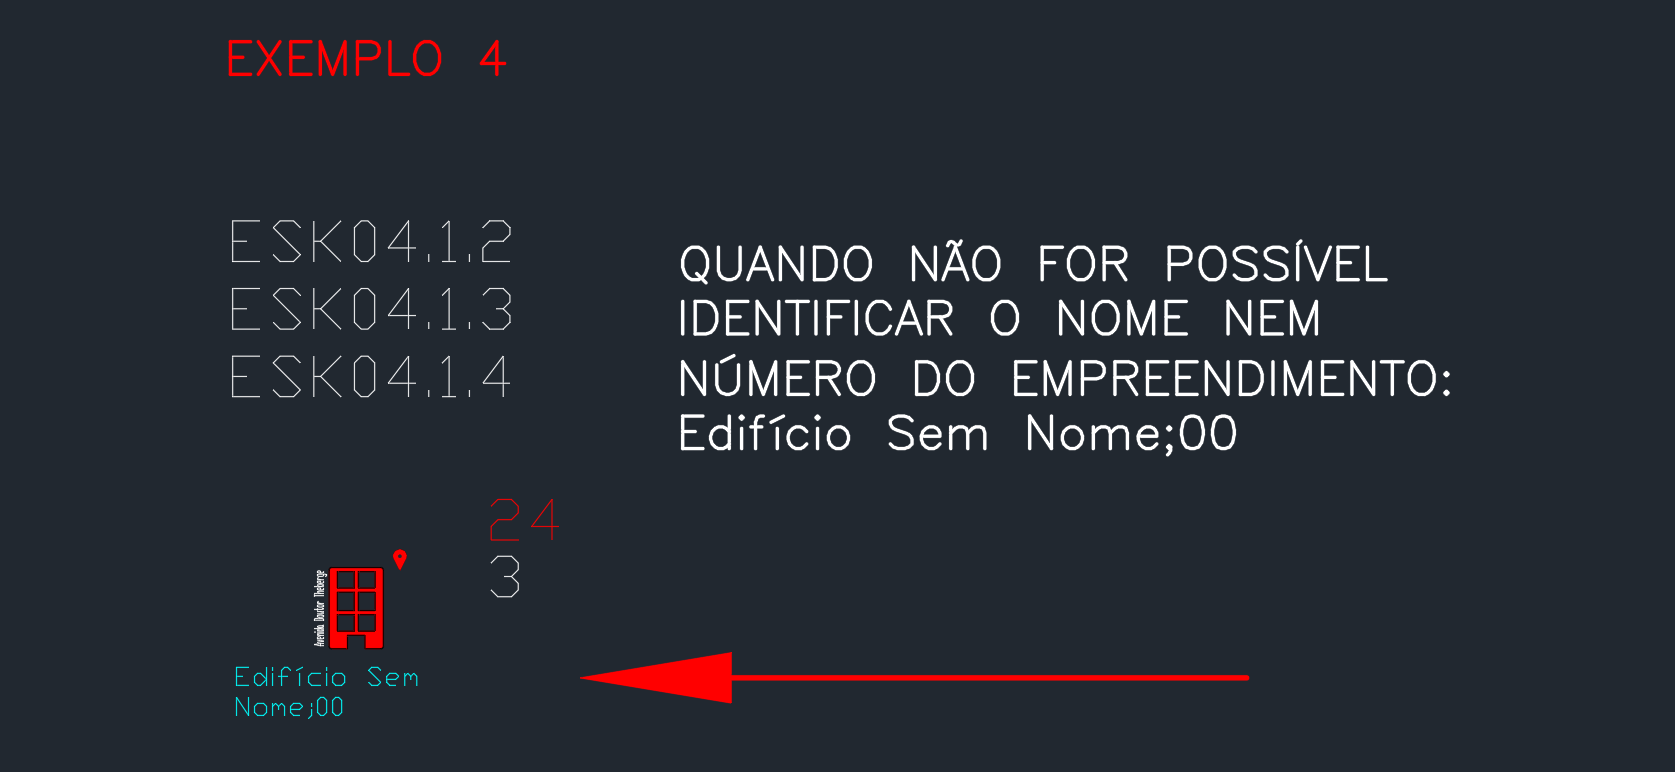 EXEMPLO 4
ESK04.1.2
ESK04.1.3
ESK04.1.4
QUANDO NÃO FOR POSSÍVEL
IDENTIFICAR O NOME NEM
NÚMERO DO EMPREENDIMENTO:
Edifício Sem Nome;00
24
3
Avenida Doutor Theberge
Edifício Sem
Nome;00